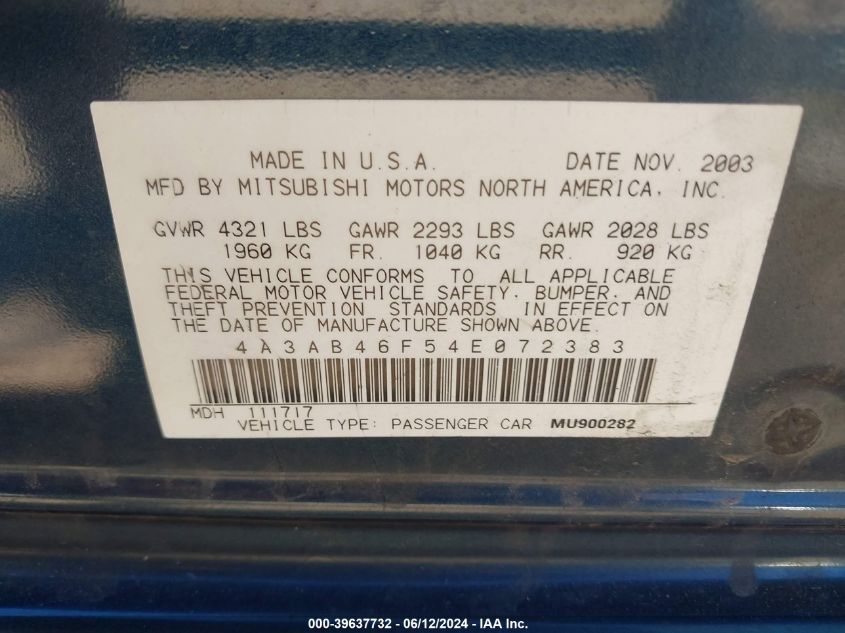 MADE IN U.S.A. DATE NOV. 2003
MFD BY MITSUBISHI MOTORS NORTH AMERICA, INC.
GVWR 4321 LBS GAWR 2293 LBS GAWR 2028 LBS
1960 KG FR. 1040 KG RR. 920 KG
THIS VEHICLE CONFORMS TO ALL APPLICABLE
FEDERAL MOTOR VEHICLE SAFETY, BUMPER, AND
THEFT PREVENTION STANDARDS IN EFFECT ON
THE DATE OF MANUFACTURE SHOWN ABOVE.
4A3AB46F54E072383
MDH 111717
VEHICLE TYPE: PASSENGER CAR MU900282
000-39637732 - 06/12/2024 - IAA Inc.